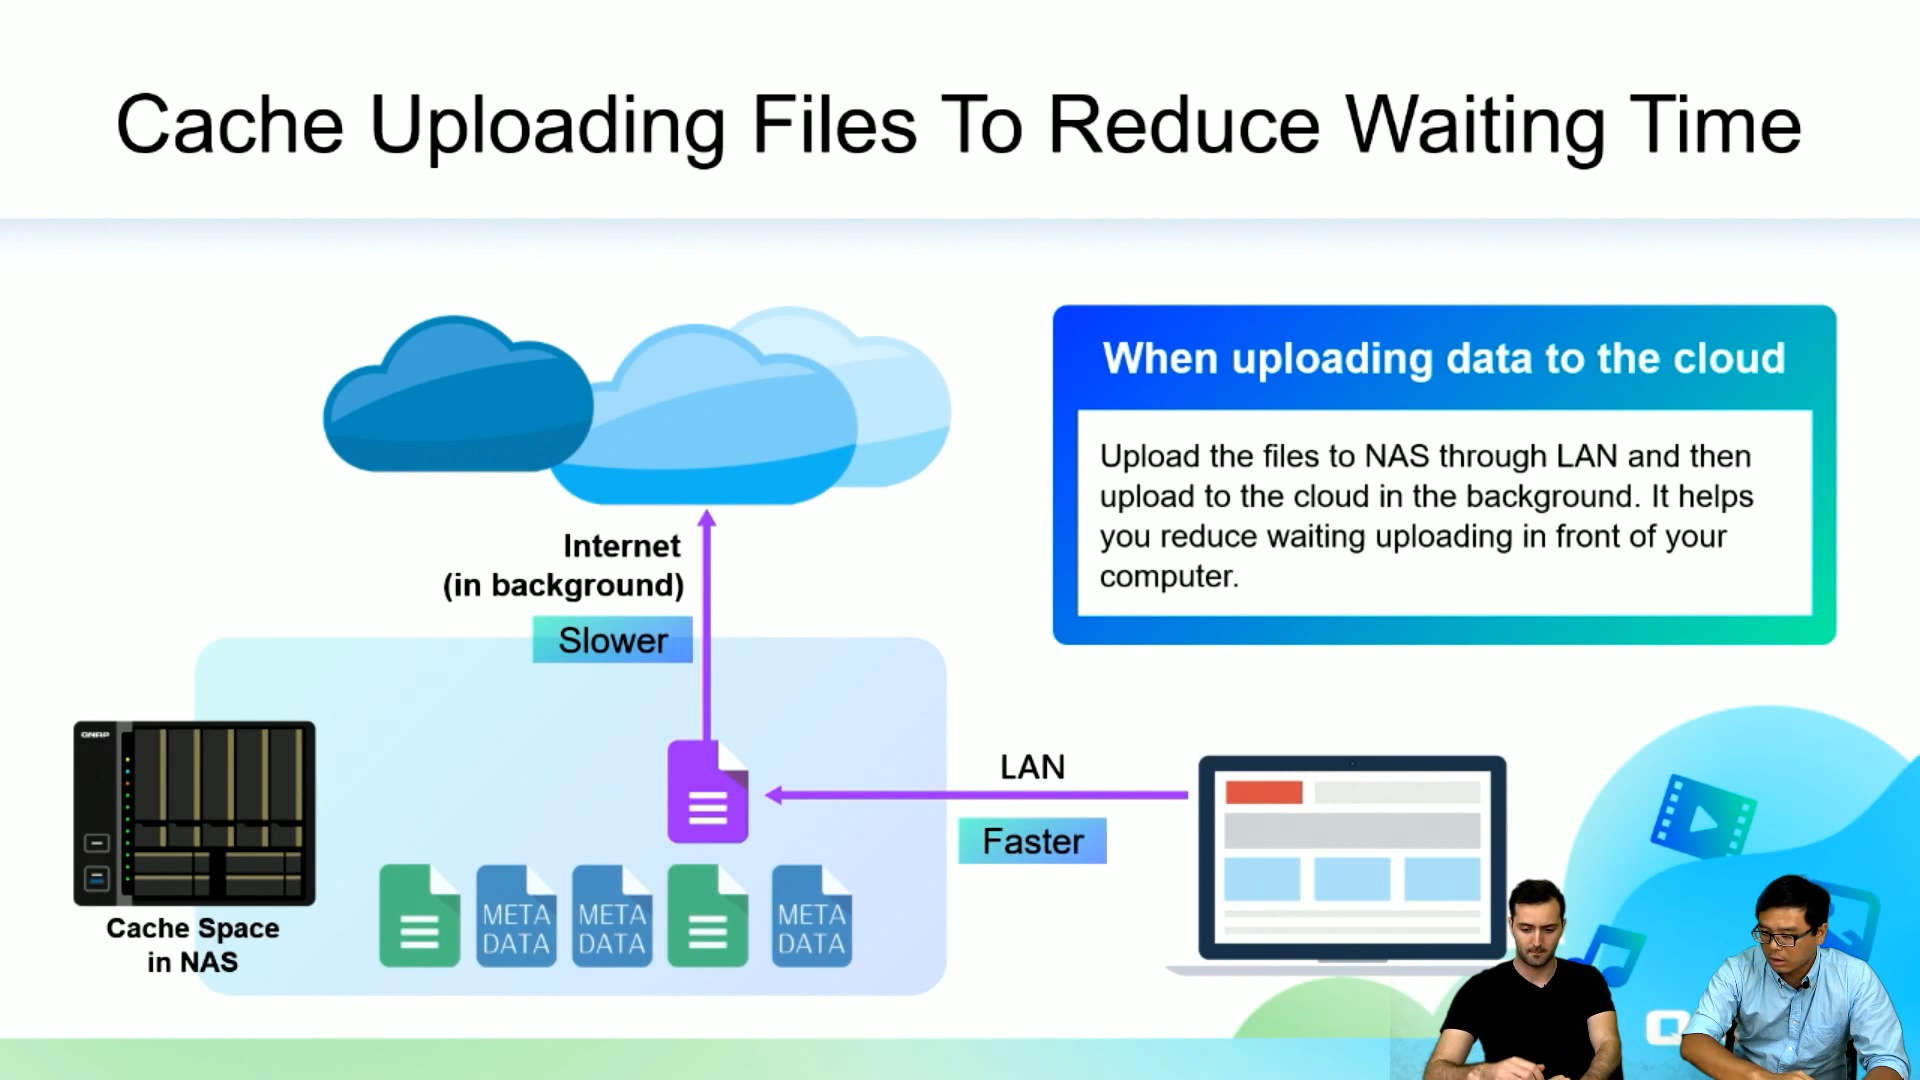 Cache Uploading Files To Reduce Waiting Time
When uploading data to the cloud
Upload the files to NAS through LAN and then
upload to the cloud in the background. It helps
you reduce waiting uploading in front of your
computer.
Internet
(in background)
Slower
LAN
Faster
QNAP
Cache Space
in NAS
META
DATA
META
DATA
META
DATA